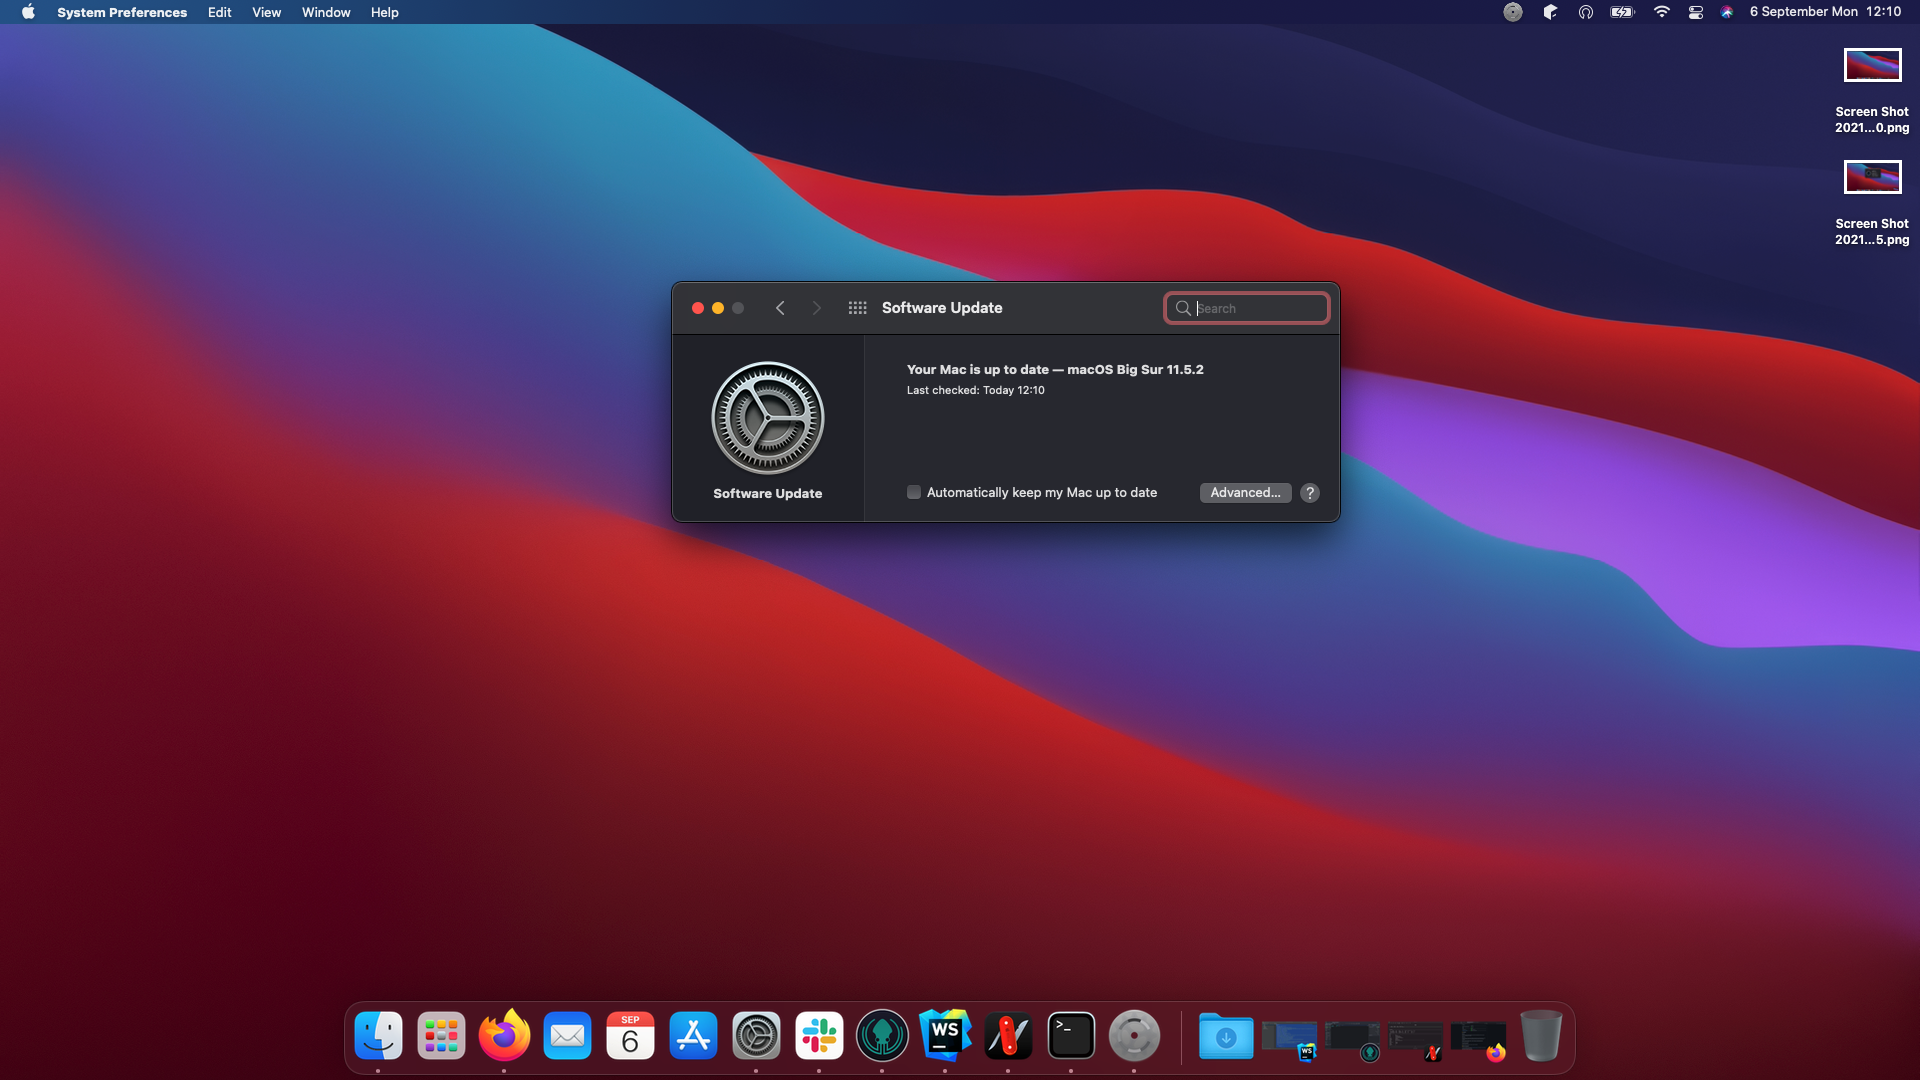 System Preferences Edit View Window Help
6 September Mon 12:10
Screen Shot
2021...0.png
Screen Shot
2021...5.png
Software Update
Search
Your Mac is up to date — macOS Big Sur 11.5.2
Last checked: Today 12:10
Software Update
Automatically keep my Mac up to date
Advanced...
?
SEP
6
WS
>_
WS